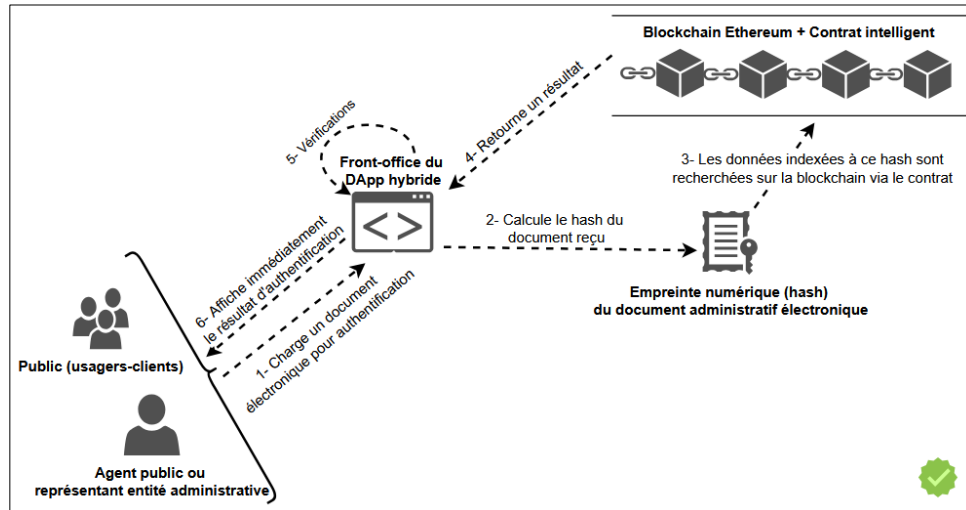 Blockchain Ethereum + Contrat intelligent
4- Retourne un résultat
5- Vérifications
Front-office du
DApp hybride
3- Les données indexées à ce hash sont
recherchées sur la blockchain via le contrat
2- Calcule le hash du
document reçu
Empreinte numérique (hash)
du document administratif électronique
6- Affiche immédiatement
le résultat d'authentification
1- Charge un document
électronique pour authentification
Public (usagers-clients)
Agent public ou
représentant entité administrative